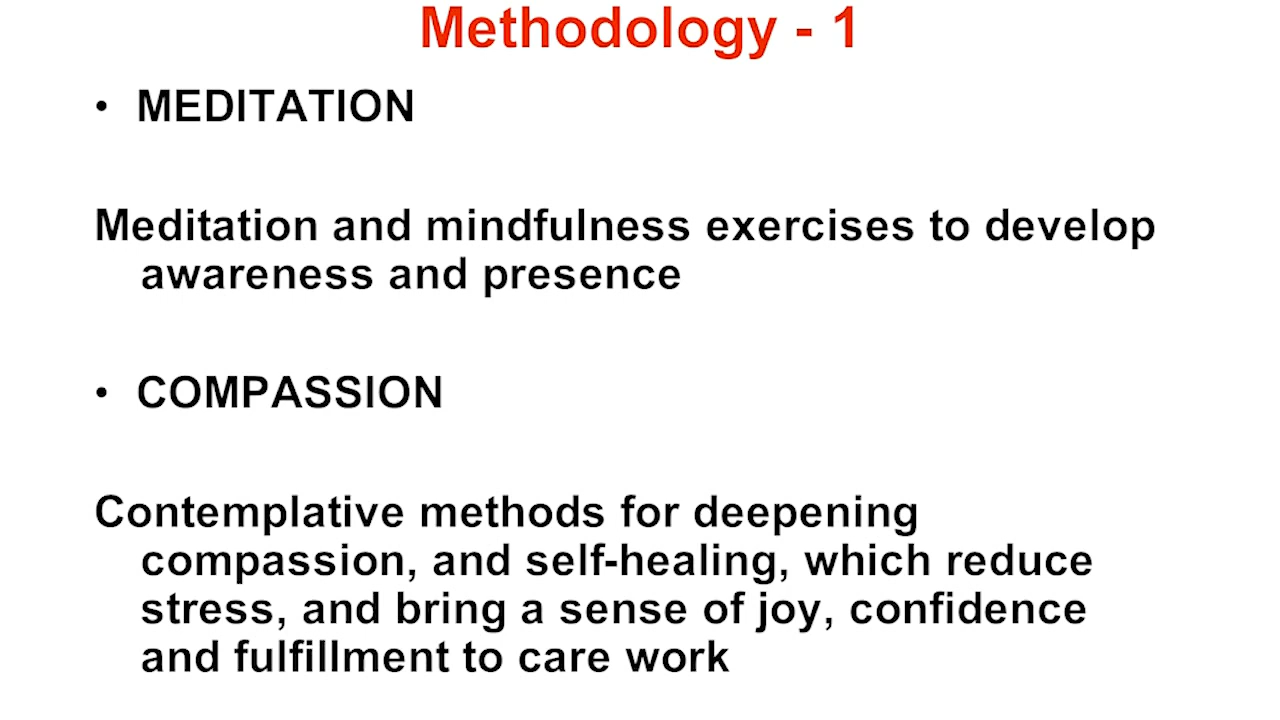 Methodology - 1
• MEDITATION
Meditation and mindfulness exercises to develop
awareness and presence
• COMPASSION
Contemplative methods for deepening
compassion, and self-healing, which reduce
stress, and bring a sense of joy, confidence
and fulfillment to care work